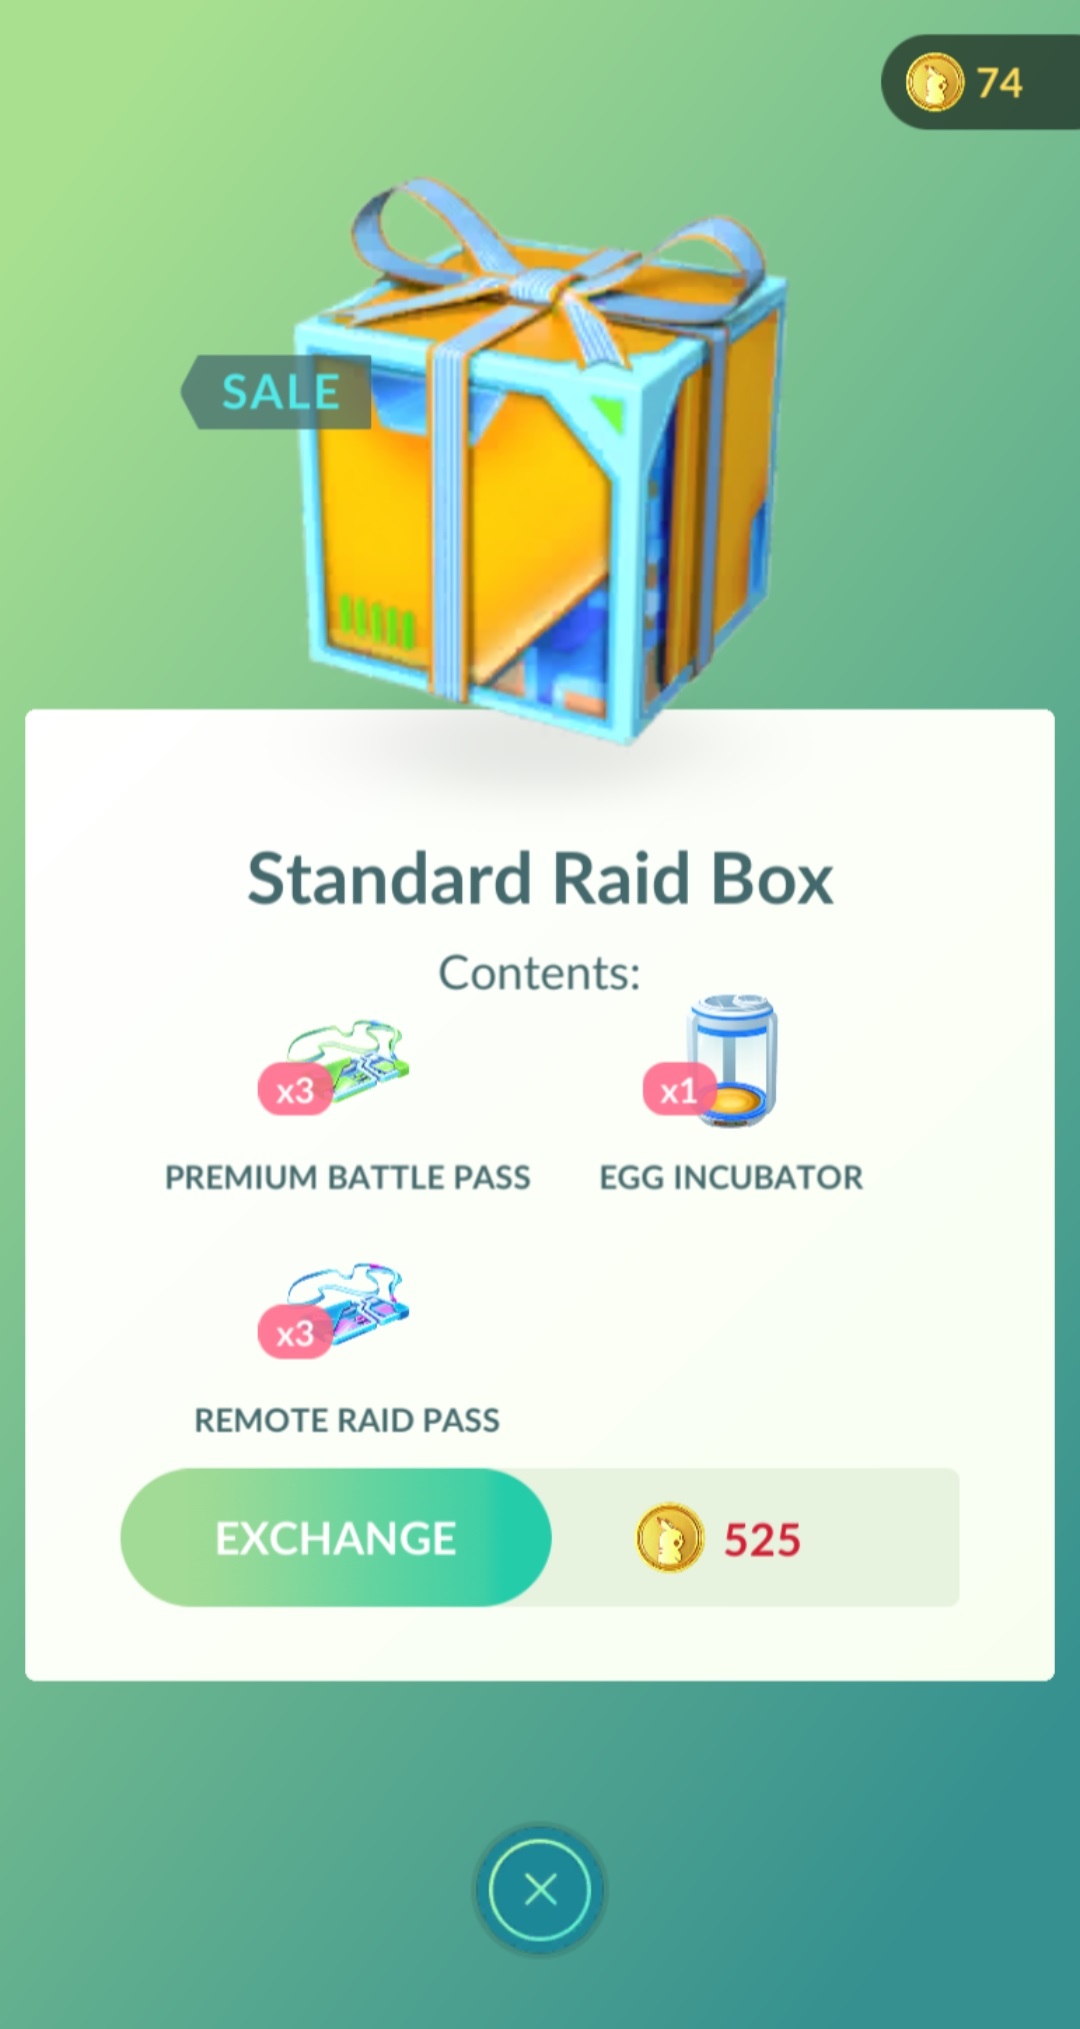 74
SALE
Standard Raid Box
Contents:
x3
x1
PREMIUM BATTLE PASS
EGG INCUBATOR
x3
REMOTE RAID PASS
EXCHANGE
525